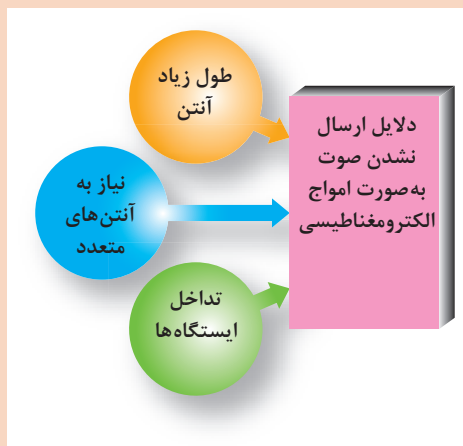 طول زیاد
آنتن
نیاز به
آنتن‌های
متعدد
تداخل
ایستگاه‌ها
دلایل ارسال
نشدن صوت
به‌صورت امواج
الکترومغناطیسی